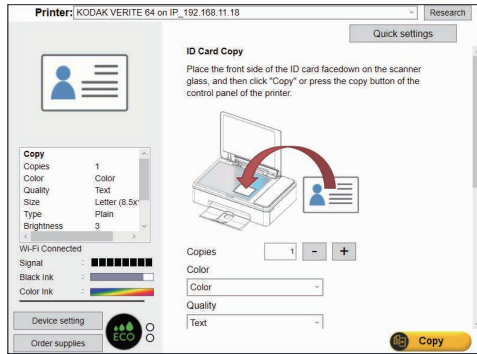 Printer: KODAK VERITE 64 on IP_192.168.11.18
Research
Quick settings
ID Card Copy
Place the front side of the ID card facedown on the scanner
glass, and then click "Copy" or press the copy button of the
control panel of the printer.
Copy
Copies 1
Color Color
Quality Text
Size Letter (8.5x
Type Plain
Brightness 3
Wi-Fi Connected
Signal :
Black Ink :
Color Ink :
Device setting
Order supplies
ECO
Copies 1 - +
Color
Color
Quality
Text
Copy